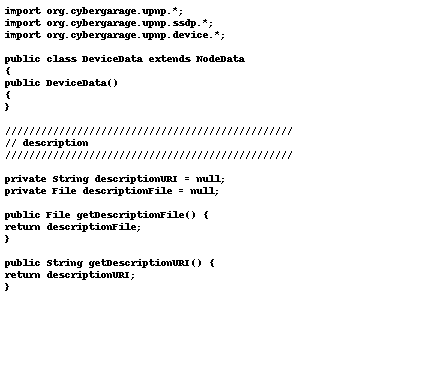 import org.cybergarage.upnp.*;
import org.cybergarage.upnp.ssdp.*;
import org.cybergarage.upnp.device.*;

public class DeviceData extends NodeData
{
public DeviceData()
{
}

////////////////////////////////////////////////
// description
////////////////////////////////////////////////

private String descriptionURI = null;
private File descriptionFile = null;

public File getDescriptionFile() {
return descriptionFile;
}

public String getDescriptionURI() {
return descriptionURI;
}